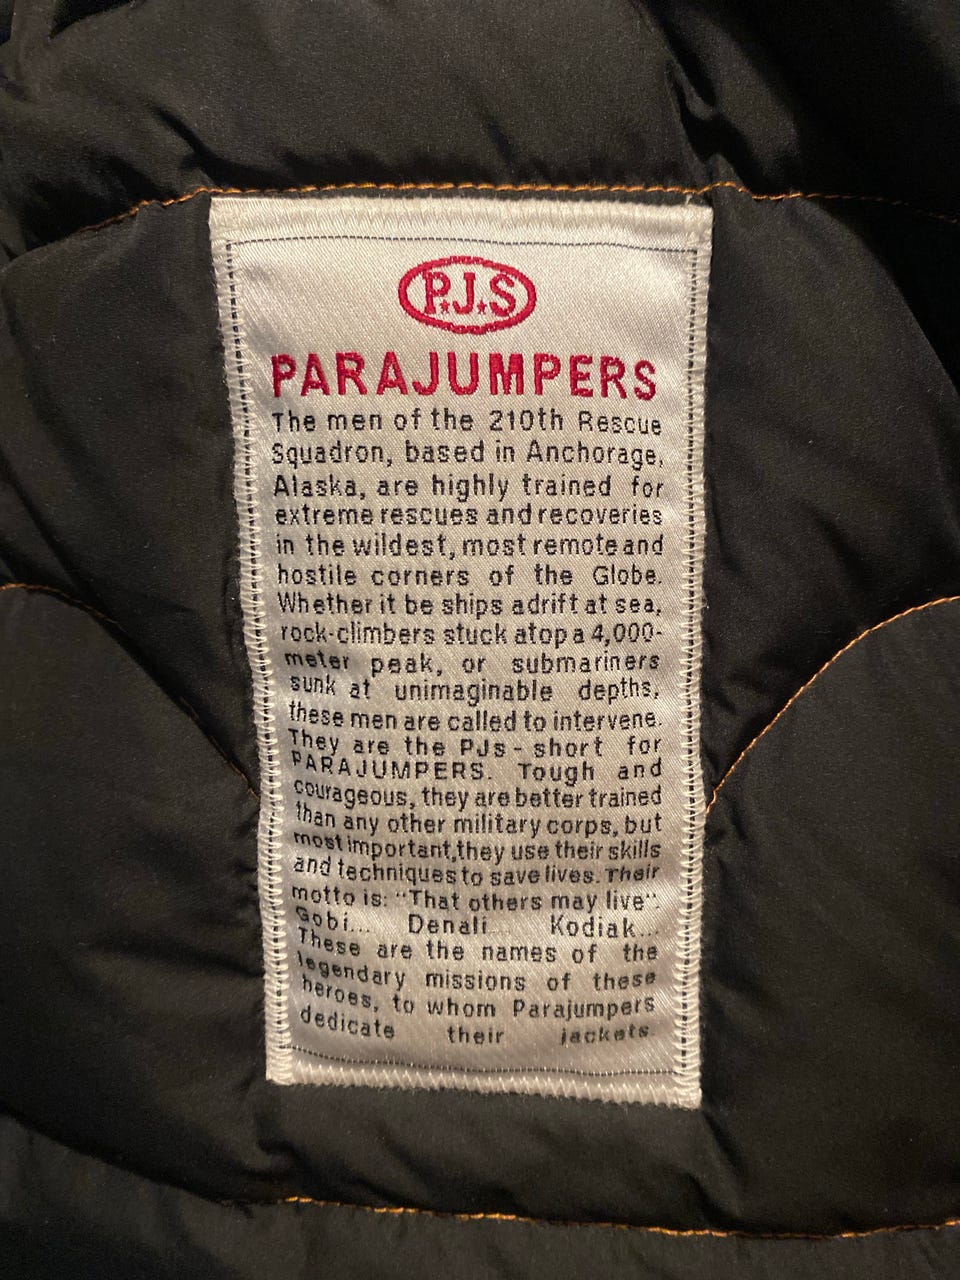 P.J.S
PARAJUMPERS
The men of the 210th Rescue
Squadron, based in Anchorage,
Alaska, are highly trained for
extreme rescues and recoveries
in the wildest, most remote and
hostile corners of the Globe.
Whether it be ships adrift at sea,
rock-climbers stuck atop a 4,000-
meter peak, or submariners
sunk at unimaginable depths,
these men are called to intervene.
They are the PJs - short for
PARAJUMPERS. Tough and
courageous, they are better trained
than any other military corps, but
most important,they use their skills
and techniques to save lives. Their
motto is: "That others may live".
Gobi... Denali... Kodiak...
These are the names of the
legendary missions of these
heroes, to whom Parajumpers
dedicate their jackets